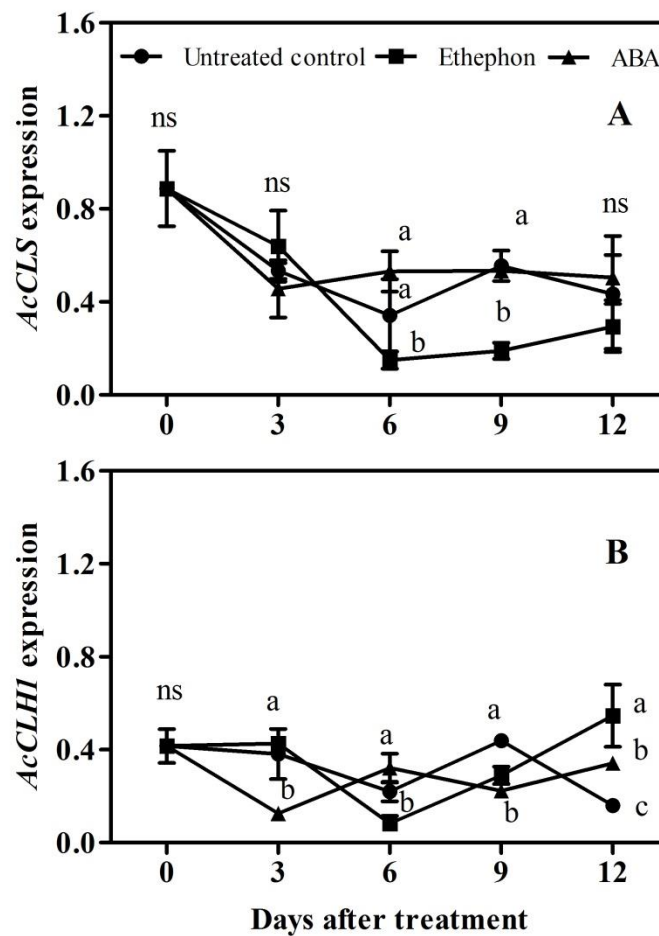 1.6
Untreated control Ethephon ABA
A
ns
1.2
ns
ns
a
a
0.8
AcCLS expression
a
0.4
b
b
0.0
0 3 6 9 12
1.6
B
1.2
AcCLH1 expression
0.8
ns
a
a
a
a
b
0.4
b
b
b
c
0.0
0 3 6 9 12
Days after treatment